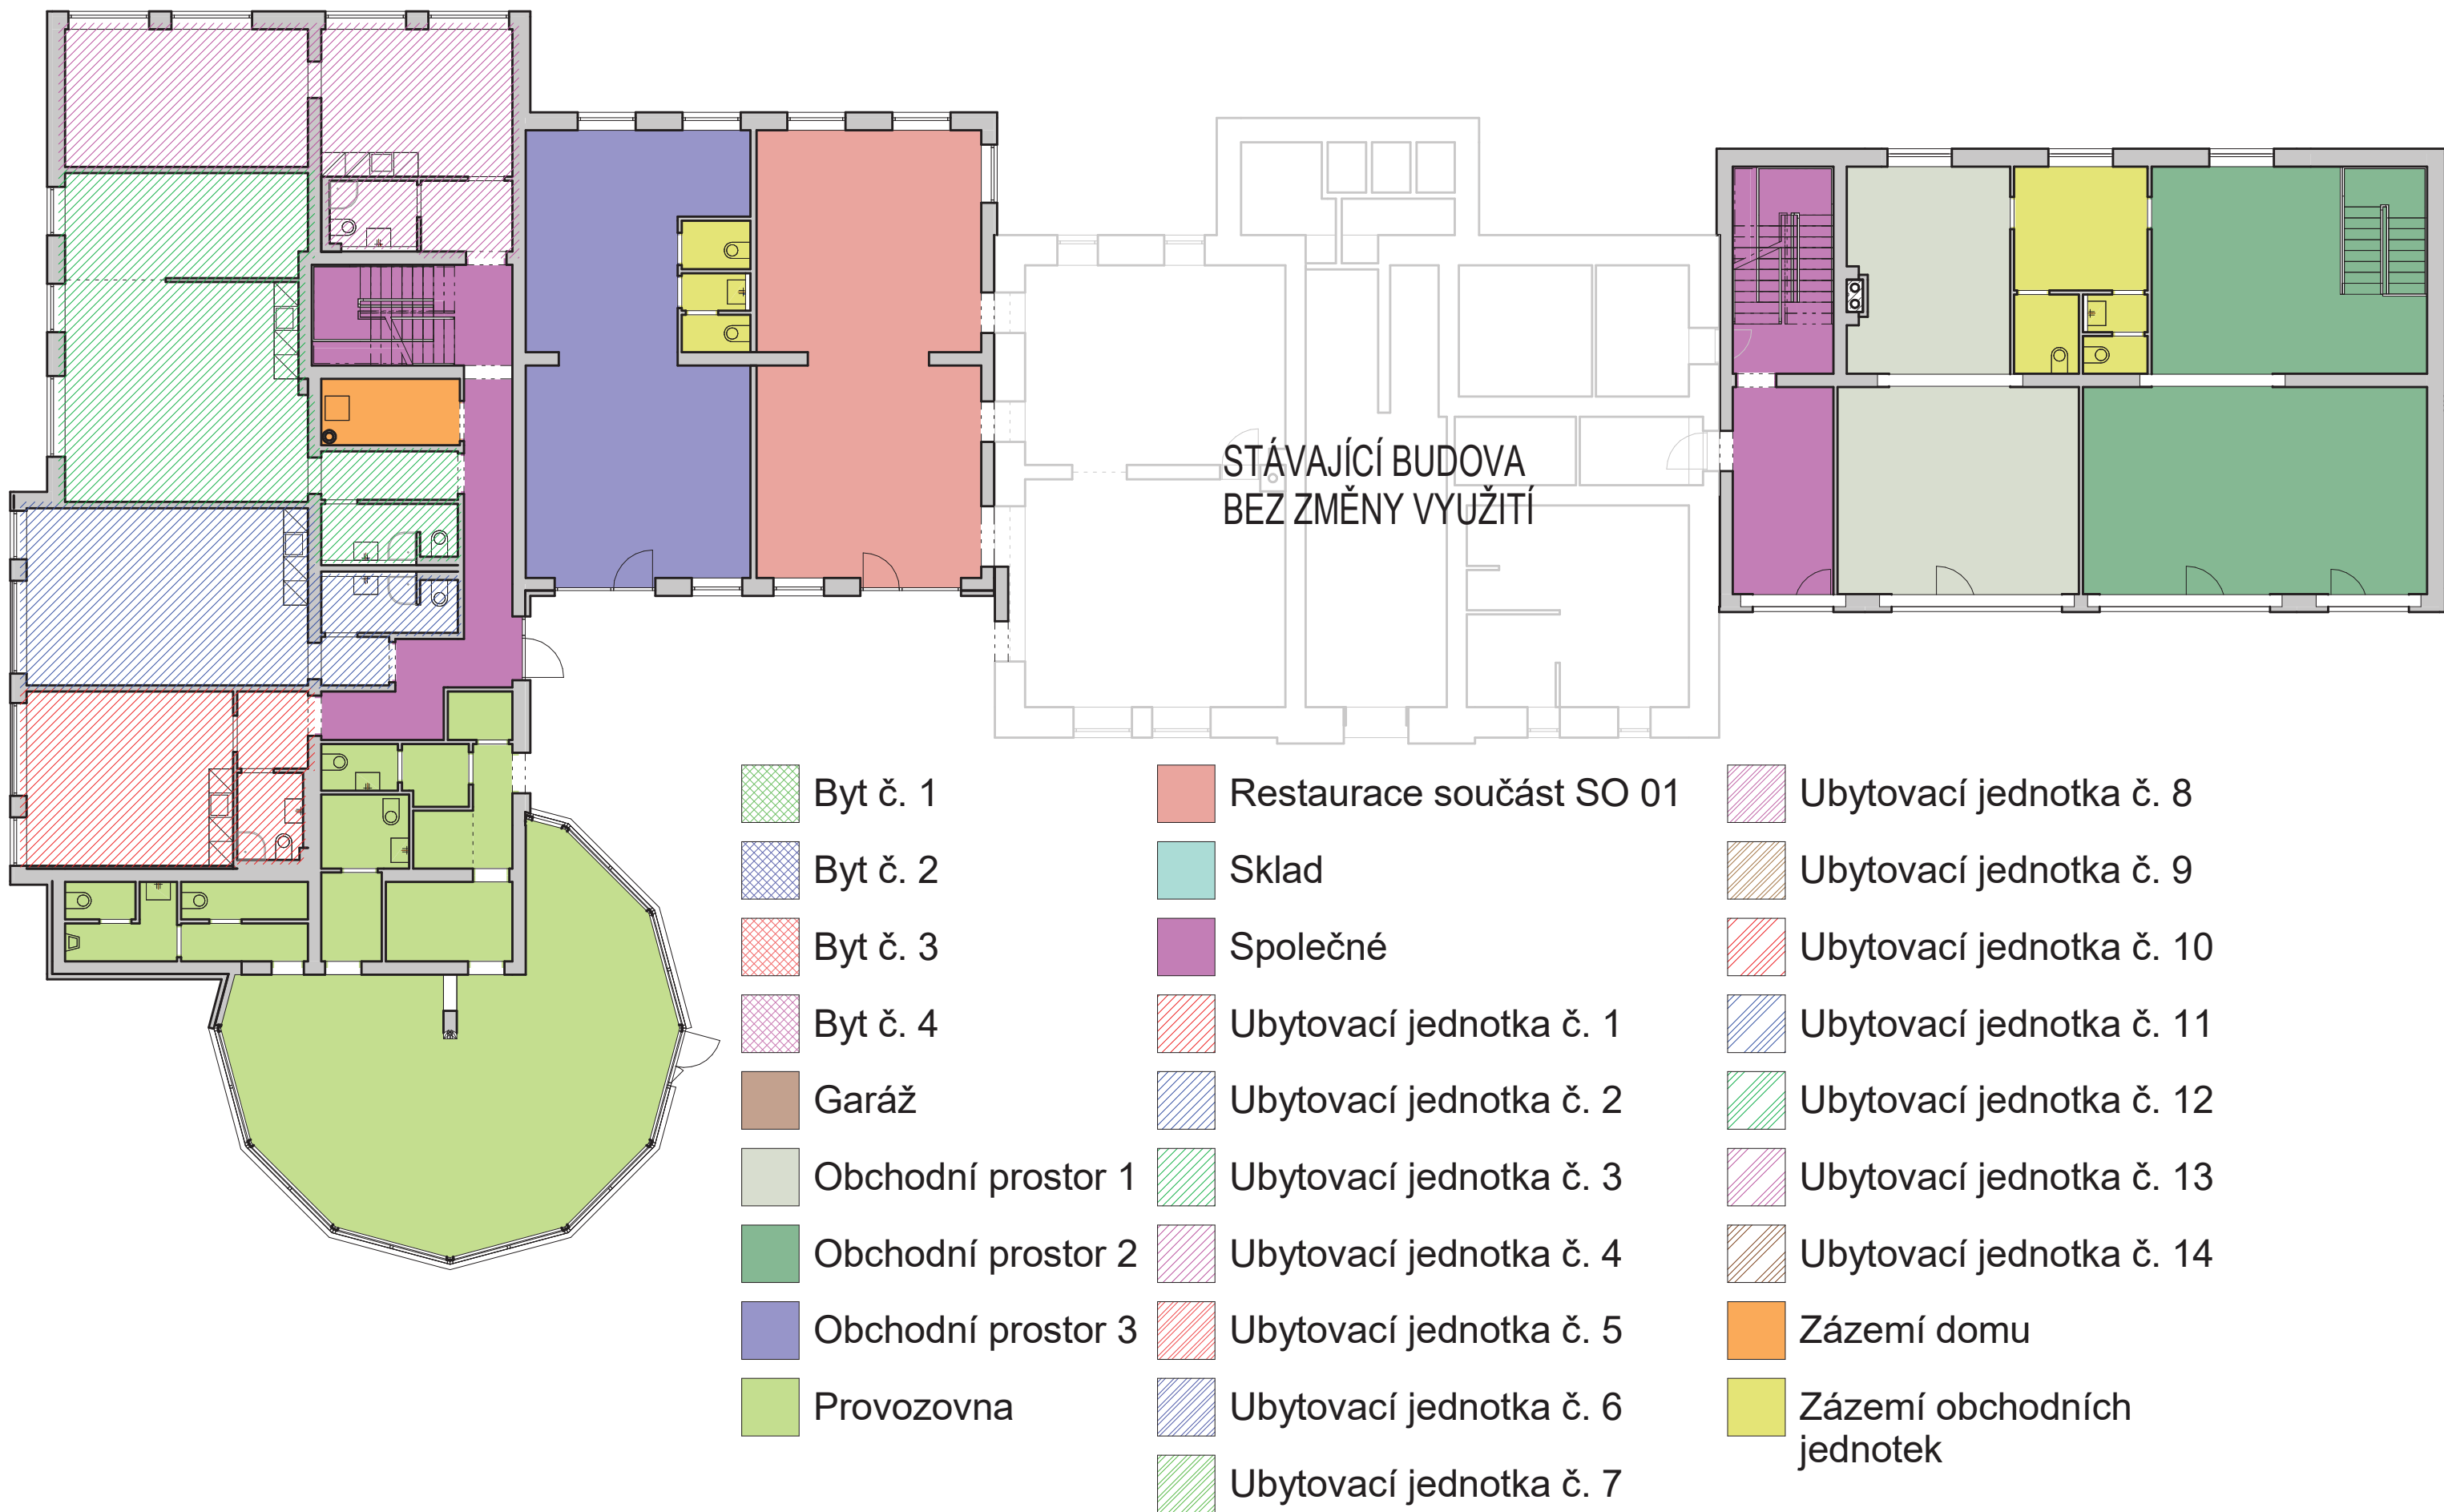 STÁVAJÍCÍ BUDOVA
BEZ ZMĚNY VYUŽITÍ
Byt č. 1
Byt č. 2
Byt č. 3
Byt č. 4
Garáž
Obchodní prostor 1
Obchodní prostor 2
Obchodní prostor 3
Provozovna
Restaurace součást SO 01
Sklad
Společné
Ubytovací jednotka č. 1
Ubytovací jednotka č. 2
Ubytovací jednotka č. 3
Ubytovací jednotka č. 4
Ubytovací jednotka č. 5
Ubytovací jednotka č. 6
Ubytovací jednotka č. 7
Ubytovací jednotka č. 8
Ubytovací jednotka č. 9
Ubytovací jednotka č. 10
Ubytovací jednotka č. 11
Ubytovací jednotka č. 12
Ubytovací jednotka č. 13
Ubytovací jednotka č. 14
Zázemí domu
Zázemí obchodních
jednotek